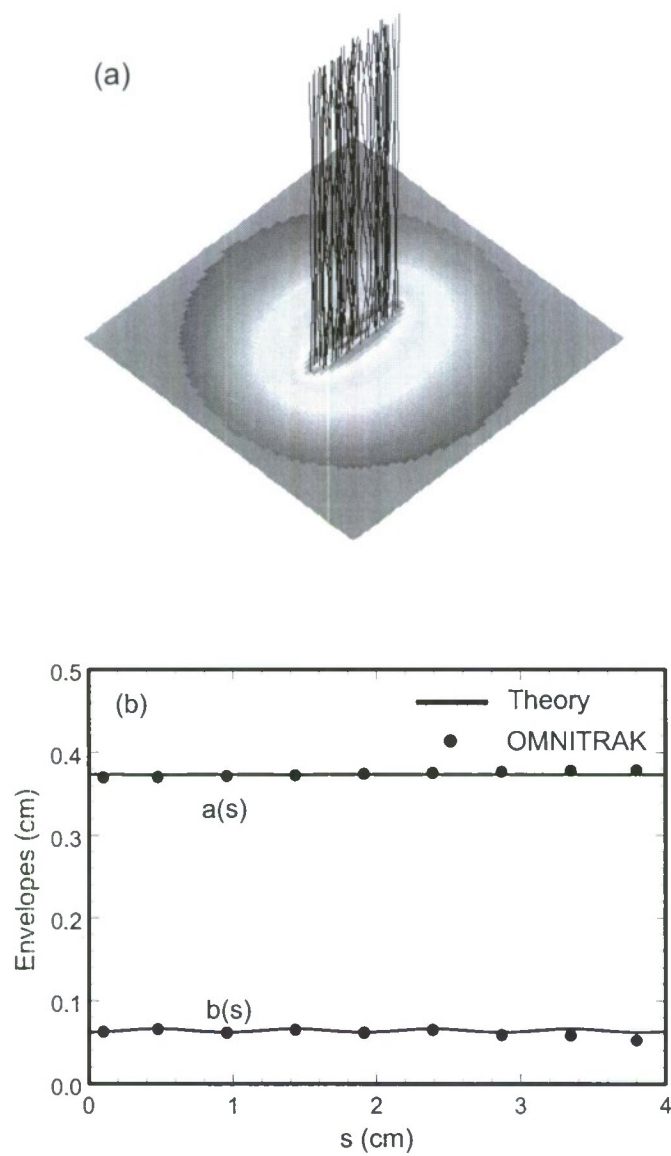 (a)
(b)
Theory
OMNITRAK
a(s)
b(s)
Envelopes (cm)
0.5
0.4
0.3
0.2
0.1
0.0
0 1 2 3 4
s (cm)